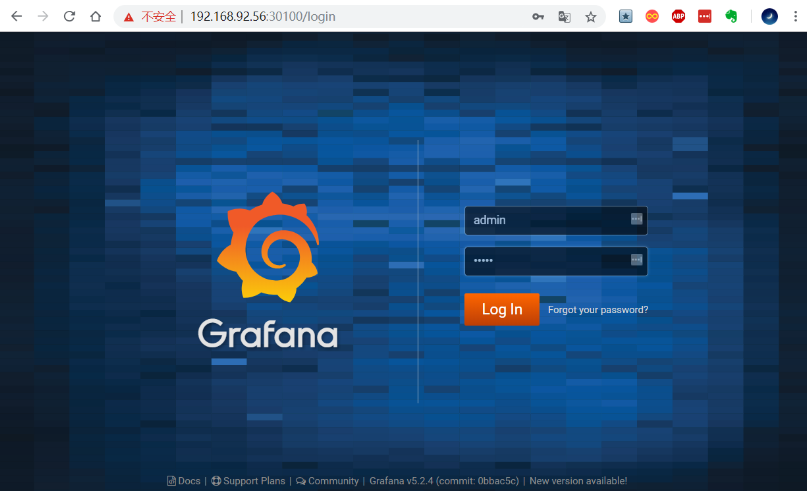 不安全 | 192.168.92.56:30100/login
ABP
admin
•••••
Log In Forgot your password?
Grafana
Docs | Support Plans | Community | Grafana v5.2.4 (commit: 0bbac5c) | New version available!